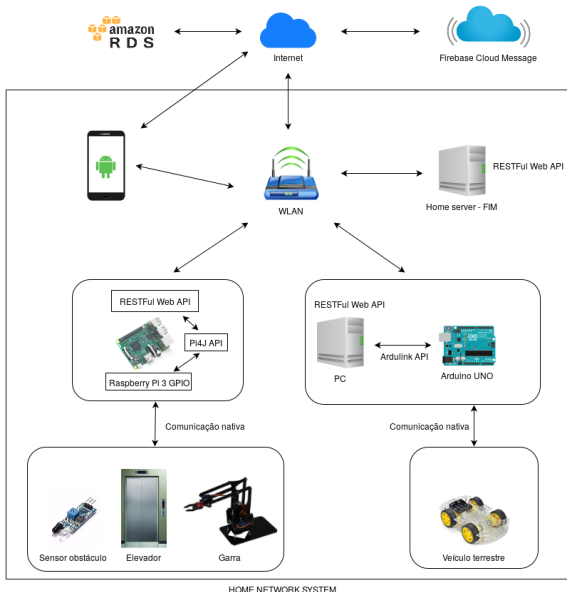 amazon
RDS
Internet
Firebase Cloud Message
RESTFul Web API
WLAN
Home server - FIM
RESTFul Web API
Pi4J API
Raspberry Pi 3 GPIO
RESTFul Web API
Ardulink API
PC
Arduino UNO
Comunicação nativa
Comunicação nativa
Sensor obstáculo
Elevador
Garra
Veículo terrestre
HOME NETWORK SYSTEM